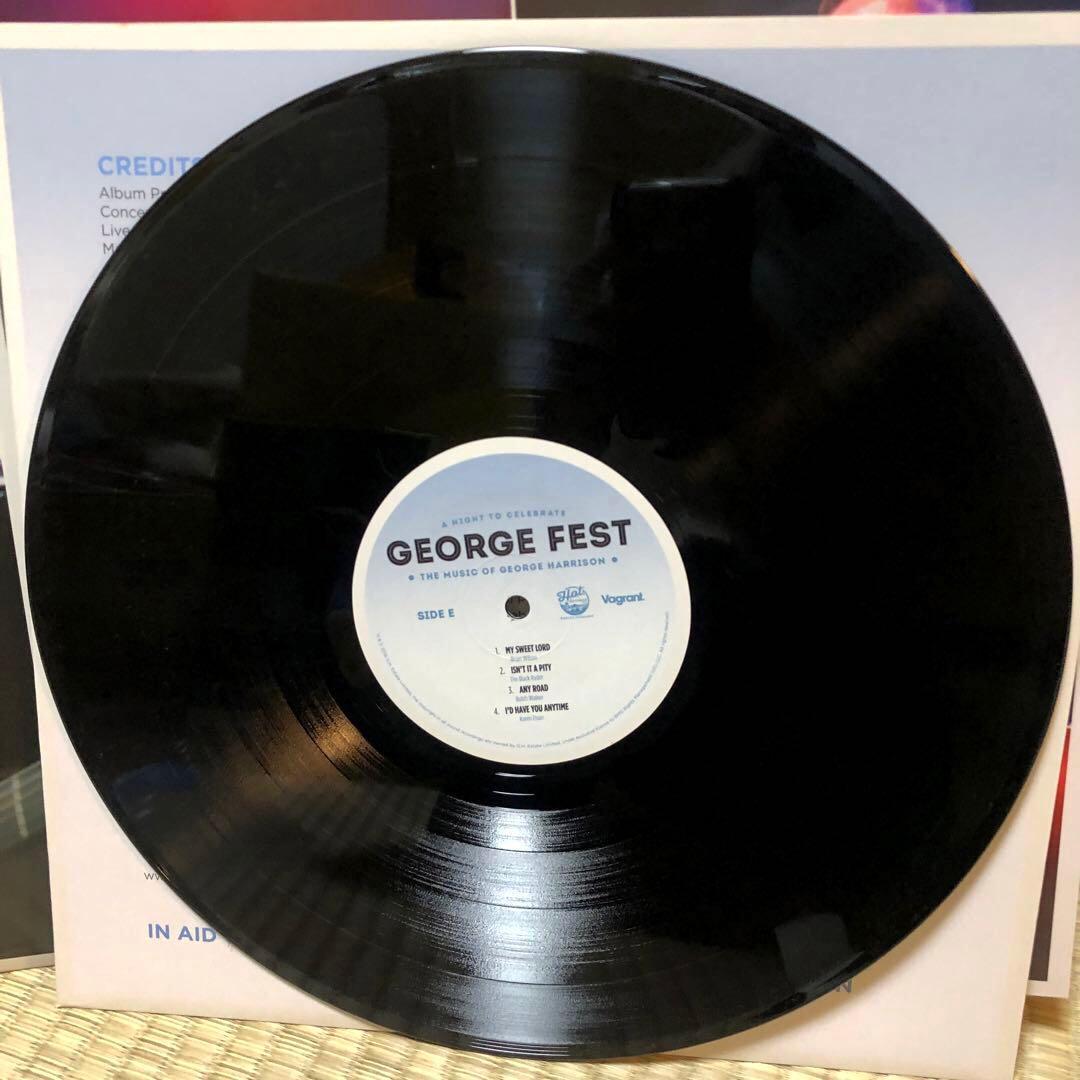 CREDITS
Album
Live
A NIGHT TO CELEBRATE
GEORGE FEST
• THE MUSIC OF GEORGE HARRISON •
SIDE E
Hot
Vagrant
1. MY SWEET LORD
Brian Wilson
2. ISN'T IT A PITY
The Black Ryder
3. ANY ROAD
Butch Walker
4. I'D HAVE YOU ANYTIME
Karen Elson
IN AID